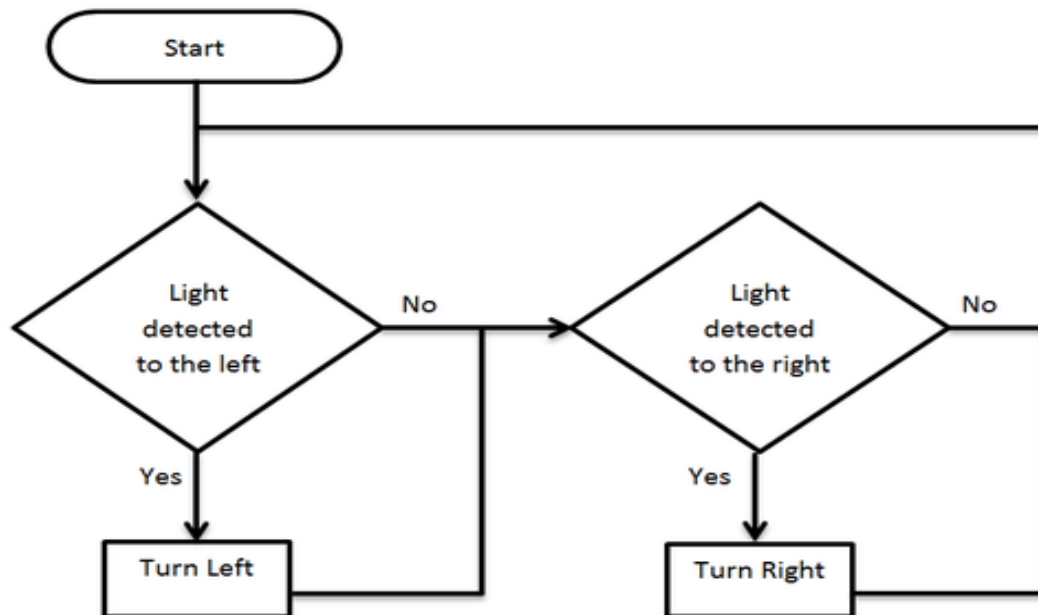 Start
Light
detected
to the left
No
Light
detected
to the right
No
Yes
Yes
Turn Left
Turn Right